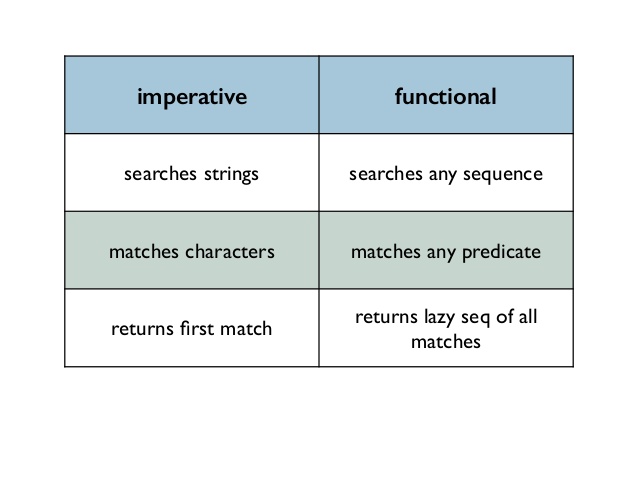 imperative functional
searches strings searches any sequence
matches characters matches any predicate
returns first match returns lazy seq of all
matches